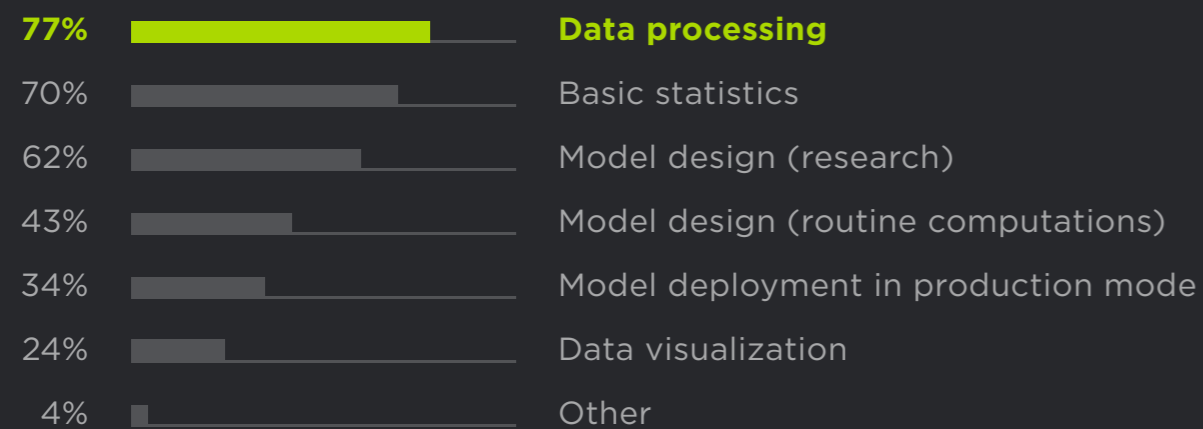 77% Data processing
70% Basic statistics
62% Model design (research)
43% Model design (routine computations)
34% Model deployment in production mode
24% Data visualization
4% Other